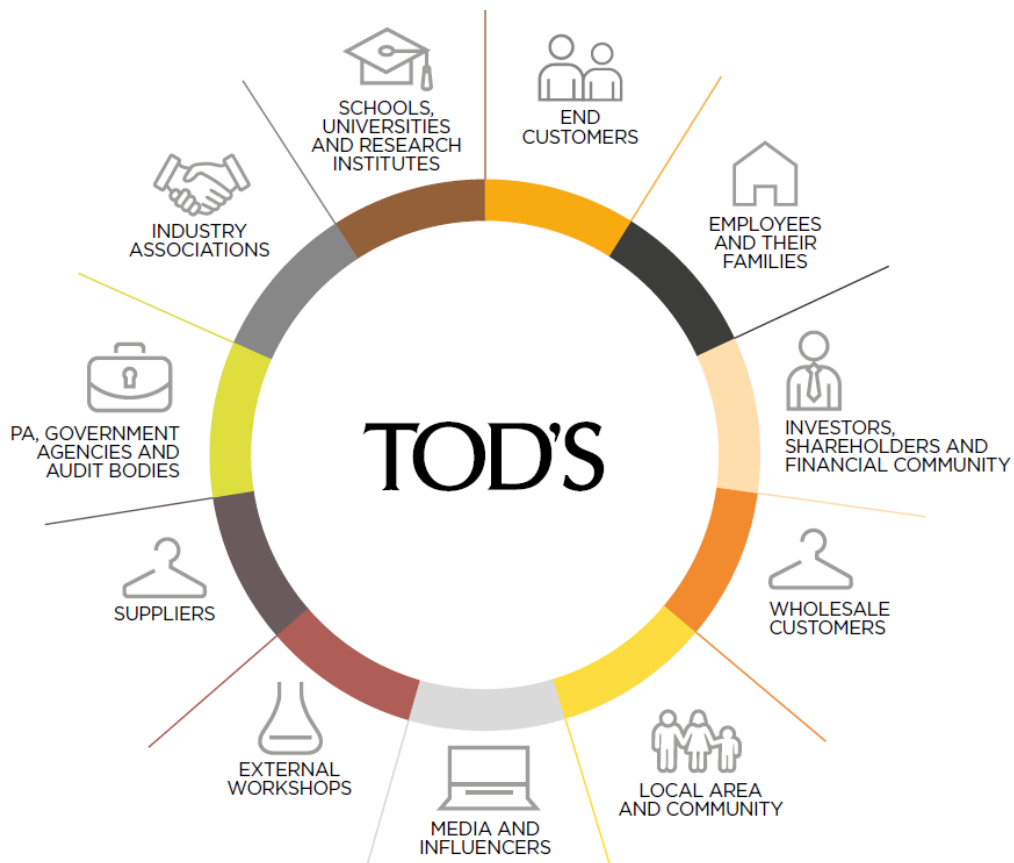 SCHOOLS,
UNIVERSITIES
AND RESEARCH
INSTITUTES
END
CUSTOMERS
EMPLOYEES
AND THEIR
FAMILIES
INVESTORS,
SHAREHOLDERS AND
FINANCIAL COMMUNITY
WHOLESALE
CUSTOMERS
LOCAL AREA
AND COMMUNITY
MEDIA AND
INFLUENCERS
EXTERNAL
WORKSHOPS
SUPPLIERS
PA, GOVERNMENT
AGENCIES AND
AUDIT BODIES
INDUSTRY
ASSOCIATIONS
TOD'S